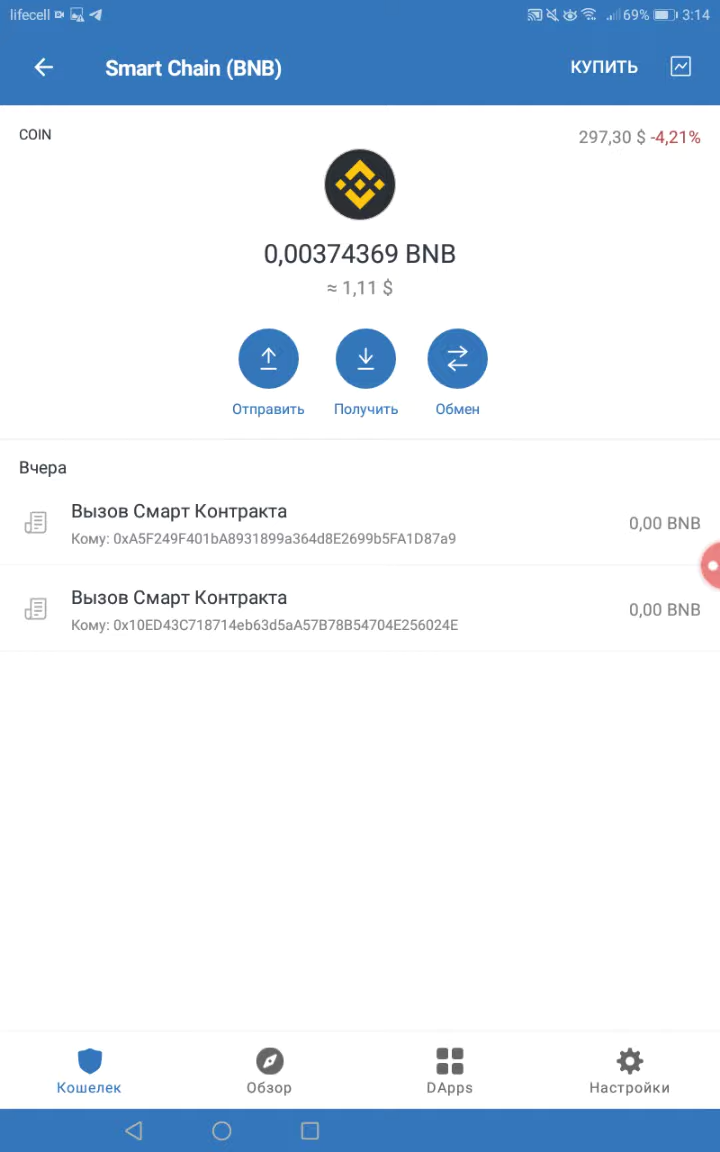 lifecell 69% 3:14
Smart Chain (BNB) КУПИТЬ
COIN 297,30 $ -4,21%
0,00374369 BNB
≈ 1,11 $
Отправить Получить Обмен
Вчера
Вызов Смарт Контракта 0,00 BNB
Кому: 0xA5F249F401bA8931899a364d8E2699b5FA1D87a9
Вызов Смарт Контракта 0,00 BNB
Кому: 0x10ED43C718714eb63d5aA57B78B54704E256024E
Кошелек Обзор DApps Настройки